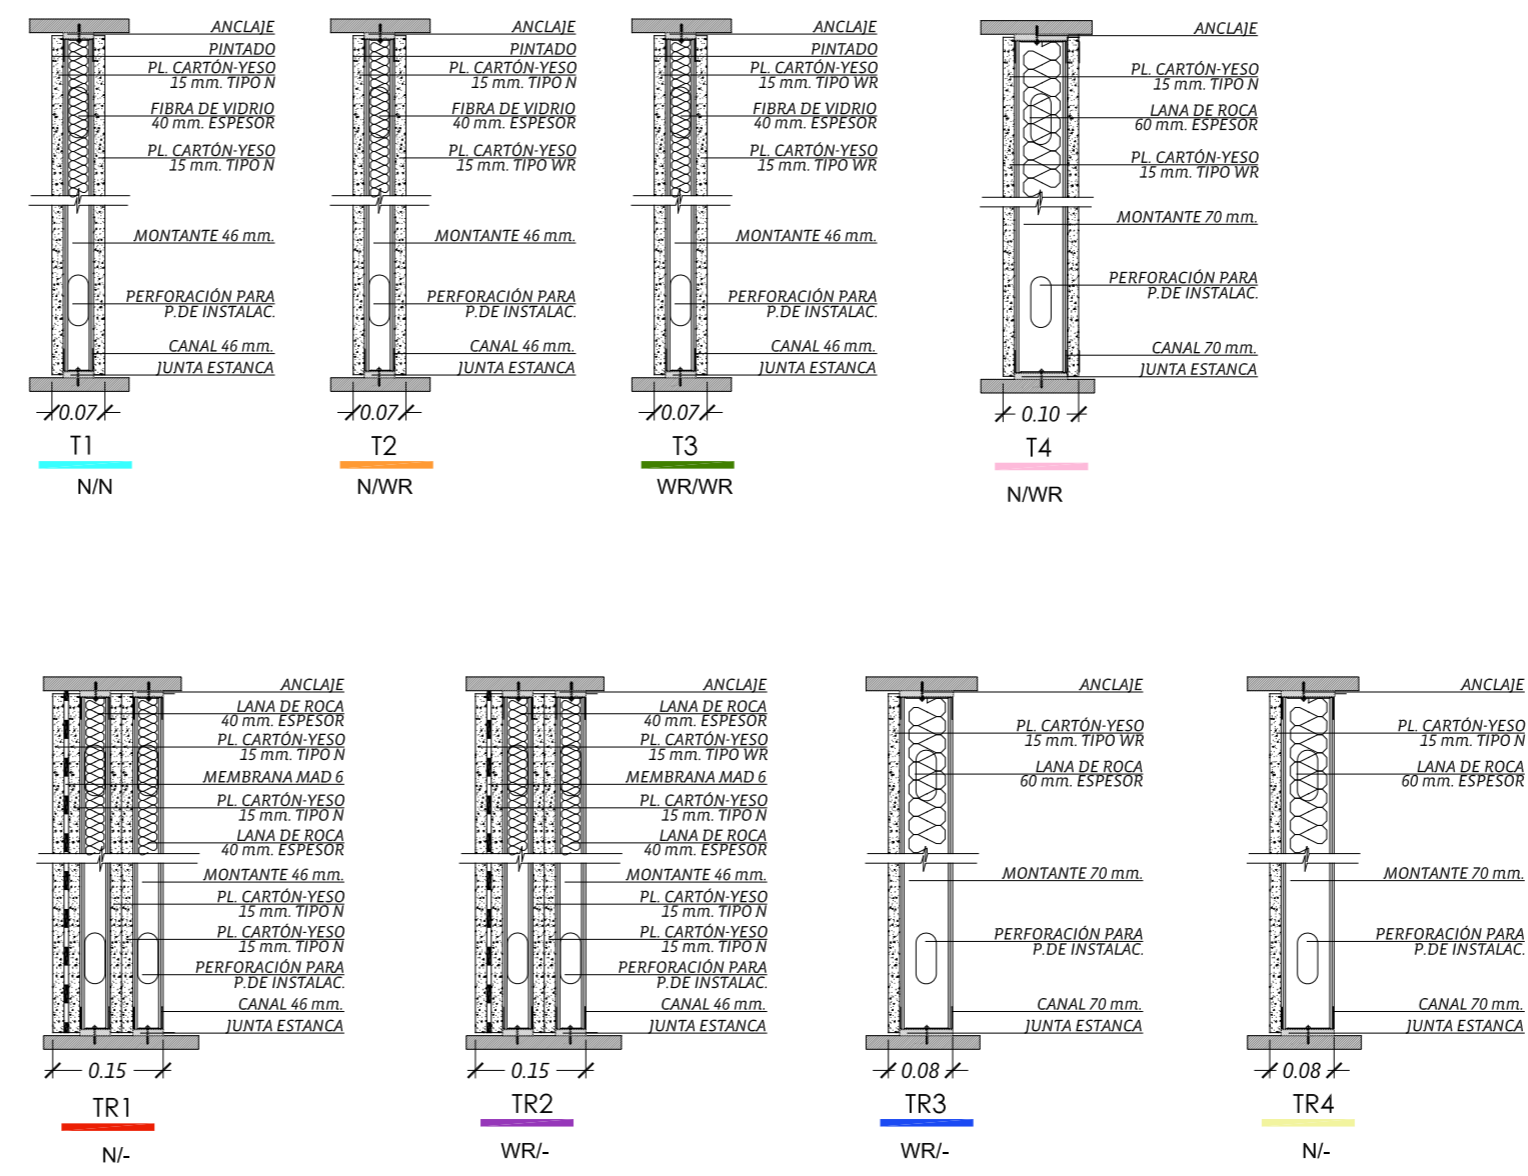 ANCLAJE
PINTADO
PL. CARTÓN-YESO
15 mm. TIPO N
FIBRA DE VIDRIO
40 mm. ESPESOR
PL. CARTÓN-YESO
15 mm. TIPO N
MONTANTE 46 mm.
PERFORACIÓN PARA
P.DE INSTALAC.
CANAL 46 mm.
JUNTA ESTANCA
0.07
T1
N/N
ANCLAJE
PINTADO
PL. CARTÓN-YESO
15 mm. TIPO N
FIBRA DE VIDRIO
40 mm. ESPESOR
PL. CARTÓN-YESO
15 mm. TIPO WR
MONTANTE 46 mm.
PERFORACIÓN PARA
P.DE INSTALAC.
CANAL 46 mm.
JUNTA ESTANCA
0.07
T2
N/WR
ANCLAJE
PINTADO
PL. CARTÓN-YESO
15 mm. TIPO WR
FIBRA DE VIDRIO
40 mm. ESPESOR
PL. CARTÓN-YESO
15 mm. TIPO WR
MONTANTE 46 mm.
PERFORACIÓN PARA
P.DE INSTALAC.
CANAL 46 mm.
JUNTA ESTANCA
0.07
T3
WR/WR
ANCLAJE
PL. CARTÓN-YESO
15 mm. TIPO N
LANA DE ROCA
60 mm. ESPESOR
PL. CARTÓN-YESO
15 mm. TIPO WR
MONTANTE 70 mm.
PERFORACIÓN PARA
P.DE INSTALAC.
CANAL 70 mm.
JUNTA ESTANCA
0.10
T4
N/WR
ANCLAJE
LANA DE ROCA
40 mm. ESPESOR
PL. CARTÓN-YESO
15 mm. TIPO N
MEMBRANA MAD 6
PL. CARTÓN-YESO
15 mm. TIPO N
LANA DE ROCA
40 mm. ESPESOR
MONTANTE 46 mm.
PL. CARTÓN-YESO
15 mm. TIPO N
PL. CARTÓN-YESO
15 mm. TIPO N
PERFORACIÓN PARA
P.DE INSTALAC.
CANAL 46 mm.
JUNTA ESTANCA
0.15
TR1
N/-
ANCLAJE
LANA DE ROCA
40 mm. ESPESOR
PL. CARTÓN-YESO
15 mm. TIPO WR
MEMBRANA MAD 6
PL. CARTÓN-YESO
15 mm. TIPO N
LANA DE ROCA
40 mm. ESPESOR
MONTANTE 46 mm.
PL. CARTÓN-YESO
15 mm. TIPO N
PL. CARTÓN-YESO
15 mm. TIPO N
PERFORACIÓN PARA
P.DE INSTALAC.
CANAL 46 mm.
JUNTA ESTANCA
0.15
TR2
WR/-
ANCLAJE
PL. CARTÓN-YESO
15 mm. TIPO WR
LANA DE ROCA
60 mm. ESPESOR
MONTANTE 70 mm.
PERFORACIÓN PARA
P.DE INSTALAC.
CANAL 70 mm.
JUNTA ESTANCA
0.08
TR3
WR/-
ANCLAJE
PL. CARTÓN-YESO
15 mm. TIPO N
LANA DE ROCA
60 mm. ESPESOR
MONTANTE 70 mm.
PERFORACIÓN PARA
P.DE INSTALAC.
CANAL 70 mm.
JUNTA ESTANCA
0.08
TR4
N/-